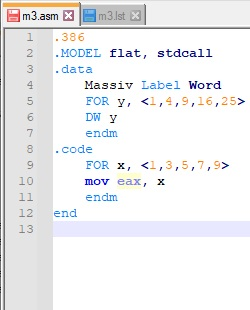 m3.asm m3.lst
1 .386
2 .MODEL flat, stdcall
3 .data
4 Massiv Label Word
5 FOR y, <1,4,9,16,25>
6 DW y
7 endm
8 .code
9 FOR x, <1,3,5,7,9>
10 mov eax, x
11 endm
12 end
13